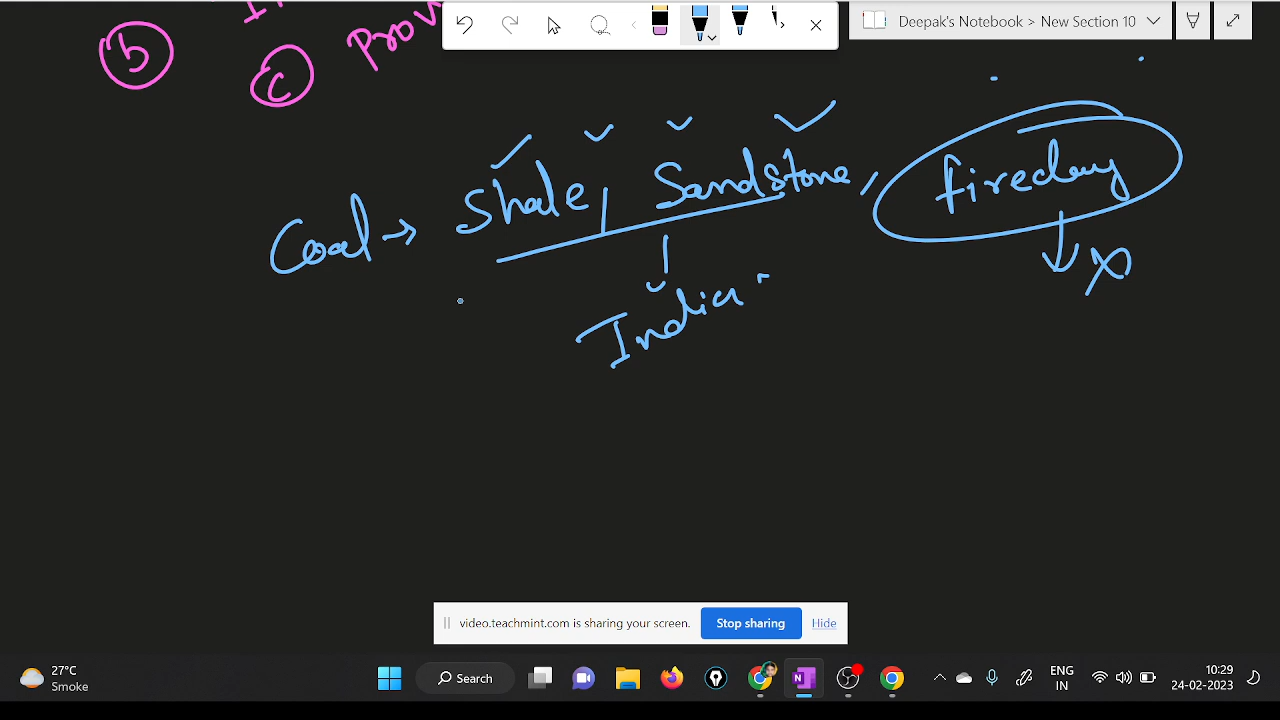 Deepak's Notebook > New Section 10
b
c
Prov
Coal → Shale, Sandstone, fireclay
India
X
video.teachmint.com is sharing your screen.
Stop sharing
Hide
27°C
Smoke
Search
ENG
IN
10:29
24-02-2023